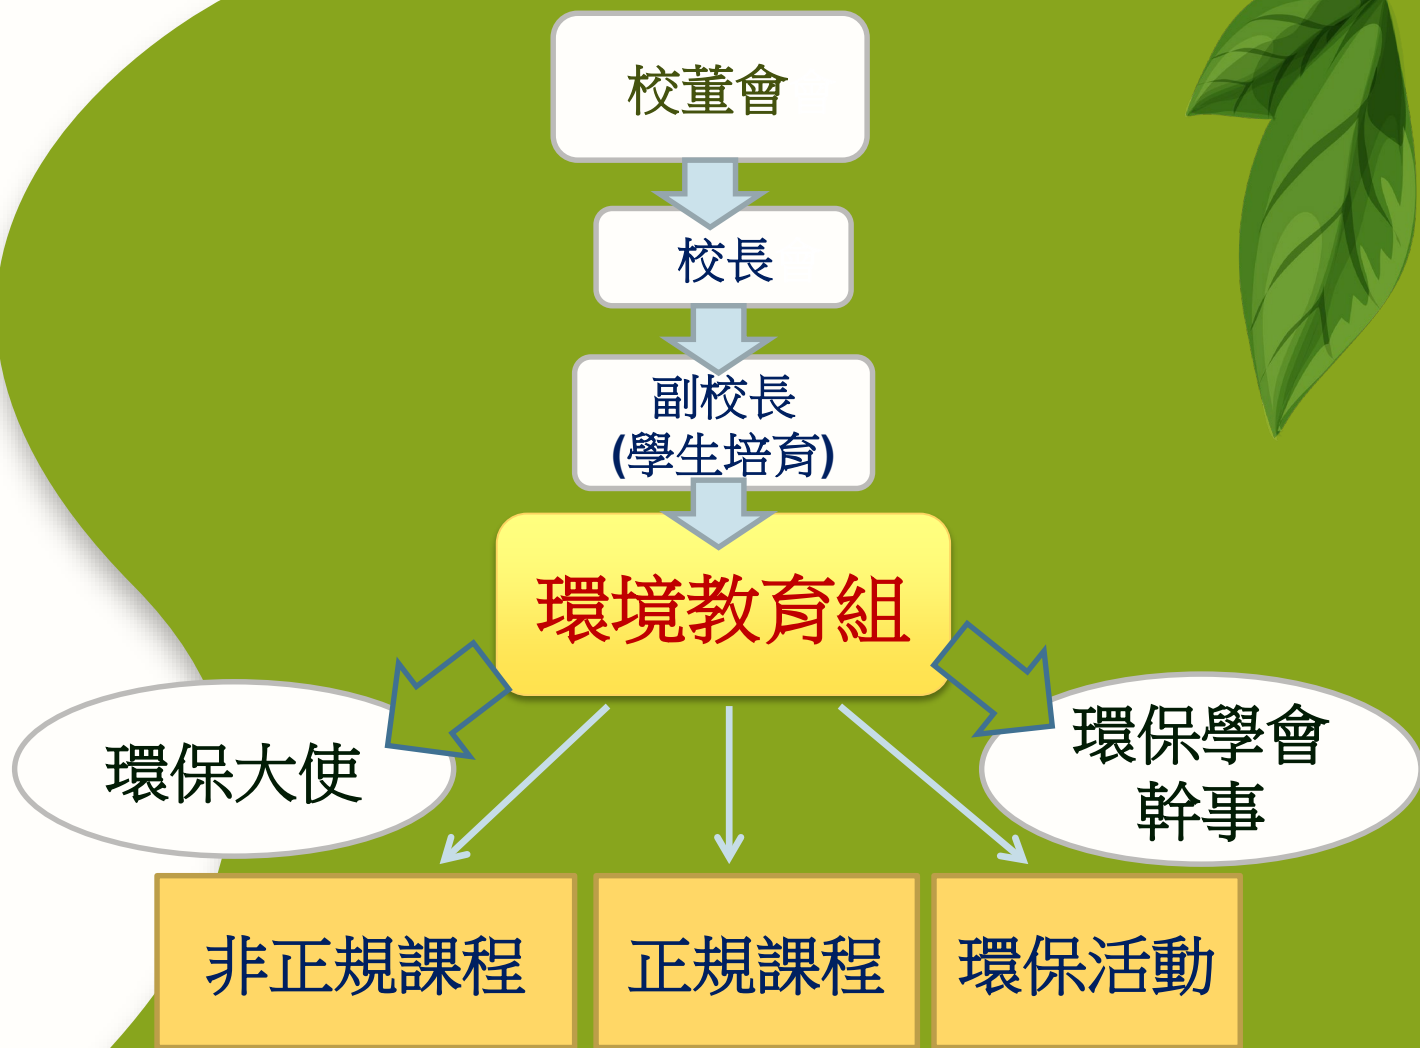 校董會
校長
副校長
(學生培育)
環境教育組
環保大使
環保學會
幹事
非正規課程
正規課程
環保活動